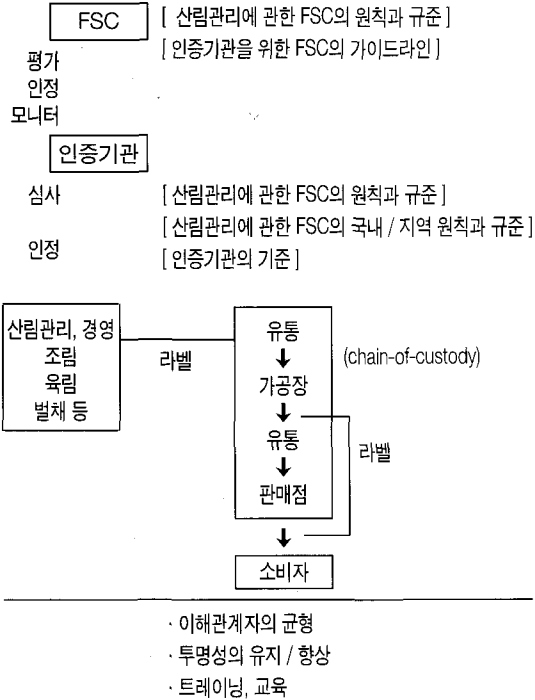 FSC [ 산림관리에 관한 FSC의 원칙과 규준 ]
[ 인증기관을 위한 FSC의 가이드라인 ]
평가
인정
모니터
인증기관
심사 [ 산림관리에 관한 FSC의 원칙과 규준 ]
[ 산림관리에 관한 FSC의 국내 / 지역 원칙과 규준 ]
인정 [ 인증기관의 기준 ]
산림관리, 경영
조림
육림
벌채 등
라벨
유통
(chain-of-custody)
가공장
유통
라벨
판매점
소비자
· 이해관계자의 균형
· 투명성의 유지 / 향상
· 트레이닝, 교육